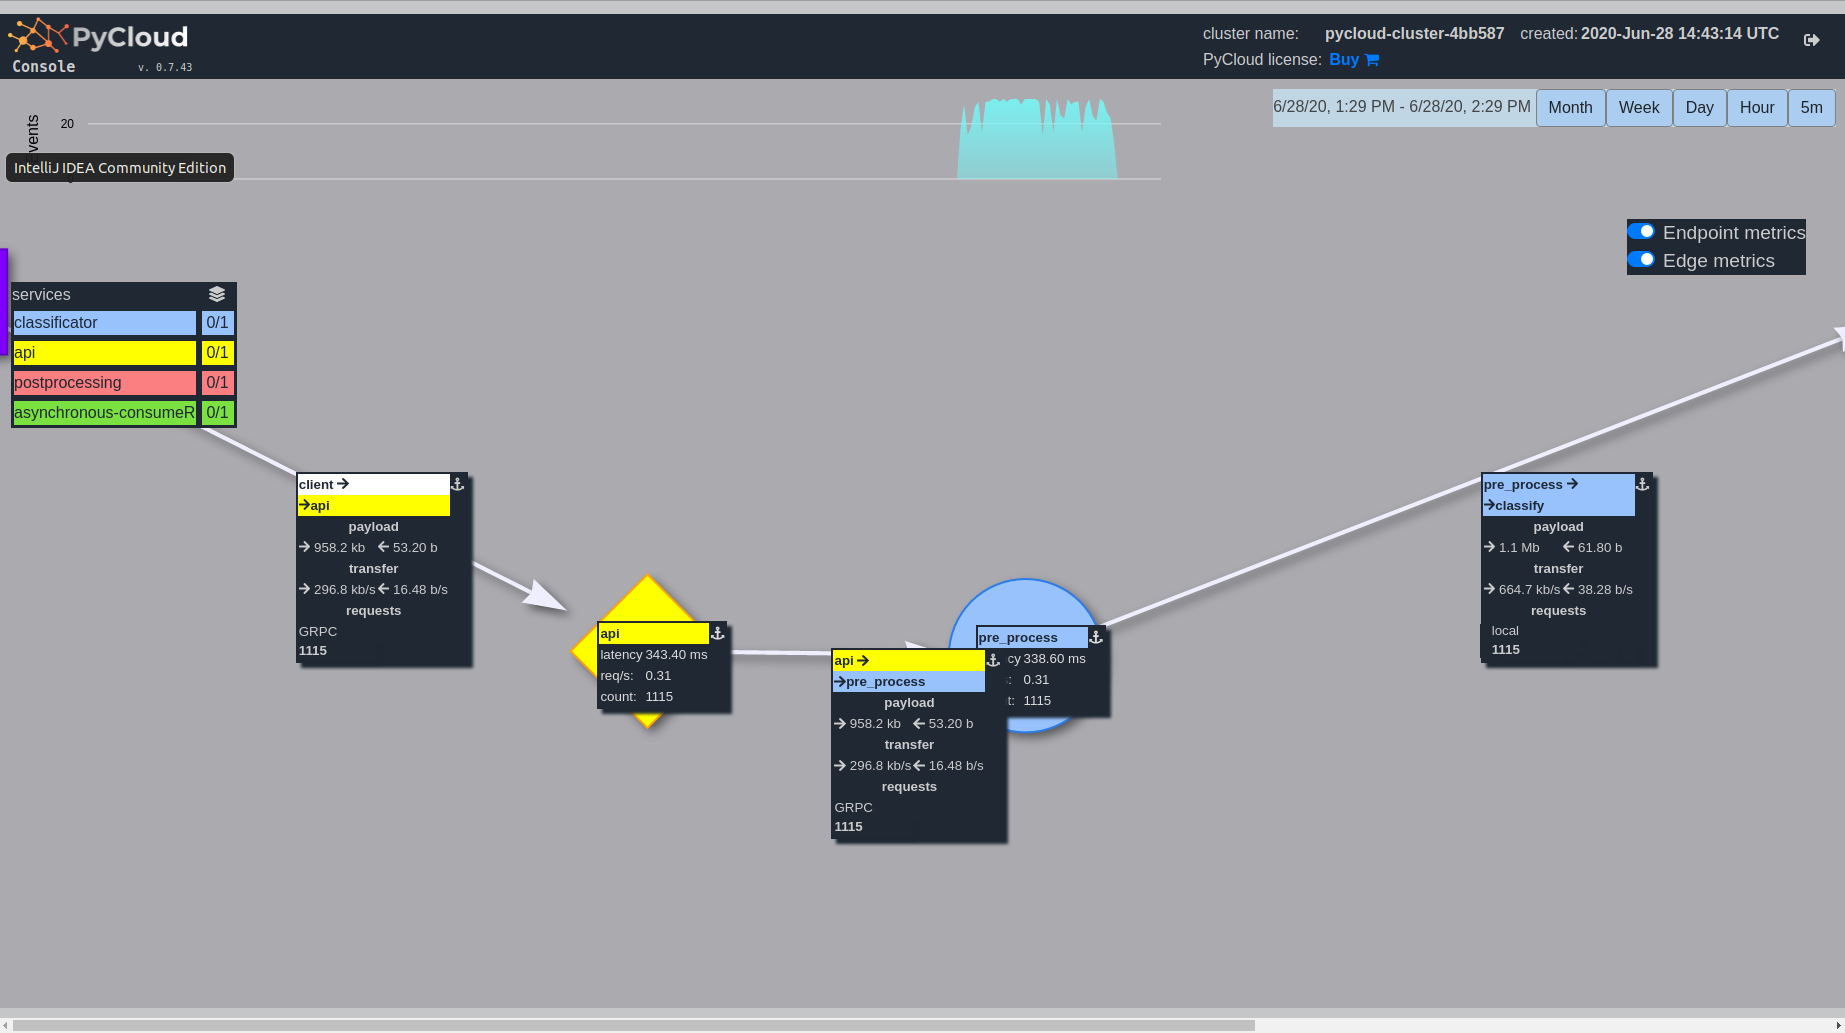 PyCloud
Console v. 0.7.43
cluster name: pycloud-cluster-4bb587 created: 2020-Jun-28 14:43:14 UTC
PyCloud license: Buy
6/28/20, 1:29 PM - 6/28/20, 2:29 PM Month Week Day Hour 5m
20
IntelliJ IDEA Community Edition
Endpoint metrics
Edge metrics
services
classificator 0/1
api 0/1
postprocessing 0/1
asynchronous-consumeR 0/1
client →
→api
payload
→ 958.2 kb ← 53.20 b
transfer
→ 296.8 kb/s ← 16.48 b/s
requests
GRPC
1115
api
latency 343.40 ms
req/s: 0.31
count: 1115
api →
→pre_process
payload
→ 958.2 kb ← 53.20 b
transfer
→ 296.8 kb/s ← 16.48 b/s
requests
GRPC
1115
pre_process
cy 338.60 ms
: 0.31
t: 1115
pre_process →
→classify
payload
→ 1.1 Mb ← 61.80 b
transfer
→ 664.7 kb/s ← 38.28 b/s
requests
local
1115